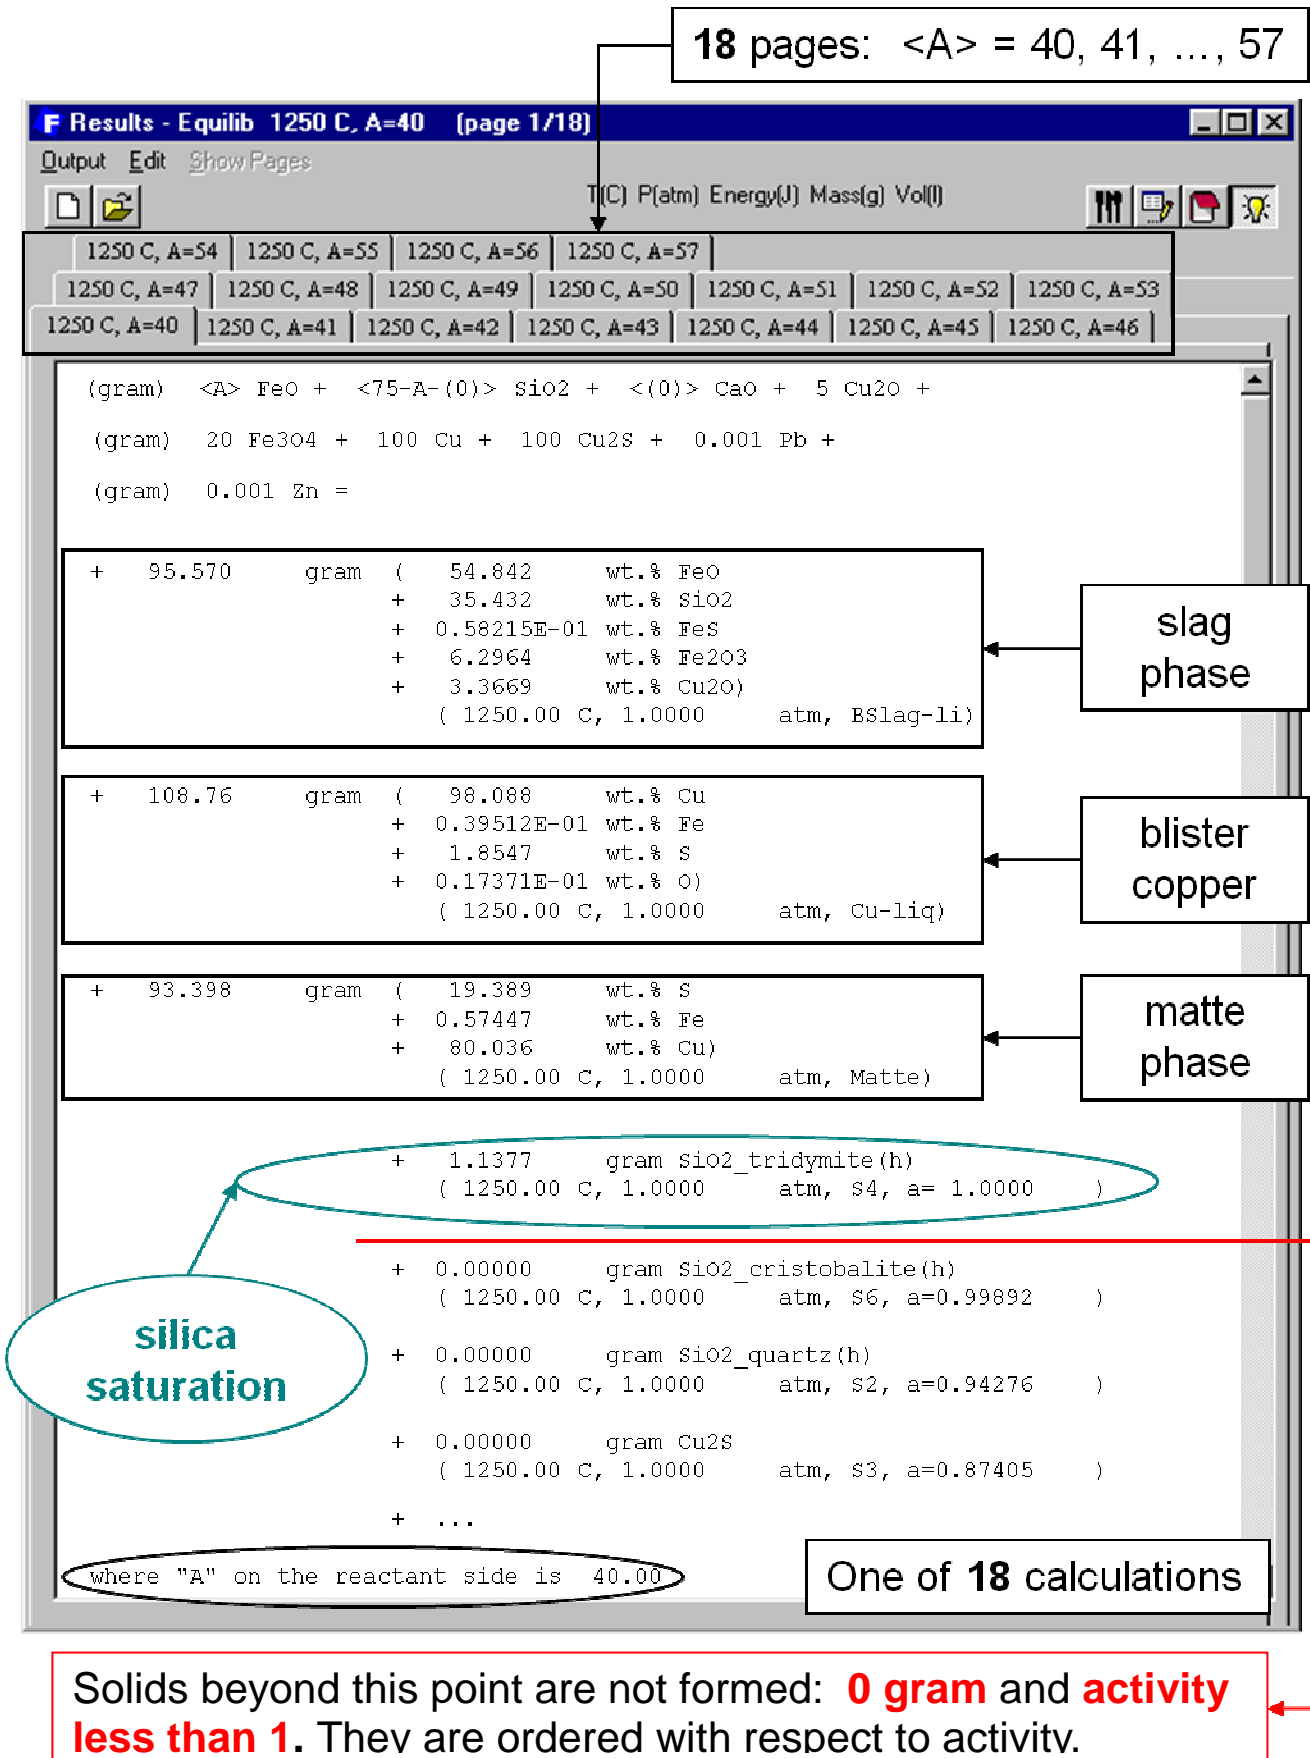 18 pages: <A> = 40, 41, ..., 57
F Results - Equilib 1250 C, A=40 (page 1/18)
Output Edit Show Pages
T(C) P(atm) Energy(J) Mass(g) Vol(l)
1250 C, A=54 1250 C, A=55 1250 C, A=56 1250 C, A=57
1250 C, A=47 1250 C, A=48 1250 C, A=49 1250 C, A=50 1250 C, A=51 1250 C, A=52 1250 C, A=53
1250 C, A=40 1250 C, A=41 1250 C, A=42 1250 C, A=43 1250 C, A=44 1250 C, A=45 1250 C, A=46
(gram) <A> FeO + <75-A-(0)> SiO2 + <(0)> CaO + 5 Cu2O +
(gram) 20 Fe3O4 + 100 Cu + 100 Cu2S + 0.001 Pb +
(gram) 0.001 Zn =
+ 95.570 gram ( 54.842 wt.% FeO
+ 35.432 wt.% SiO2
+ 0.58215E-01 wt.% FeS
+ 6.2964 wt.% Fe2O3
+ 3.3669 wt.% Cu2O)
( 1250.00 C, 1.0000 atm, BSlag-li)
slag
phase
+ 108.76 gram ( 98.088 wt.% Cu
+ 0.39512E-01 wt.% Fe
+ 1.8547 wt.% S
+ 0.17371E-01 wt.% O)
( 1250.00 C, 1.0000 atm, Cu-liq)
blister
copper
+ 93.398 gram ( 19.389 wt.% S
+ 0.57447 wt.% Fe
+ 80.036 wt.% Cu)
( 1250.00 C, 1.0000 atm, Matte)
matte
phase
+ 1.1377 gram SiO2_tridymite(h)
( 1250.00 C, 1.0000 atm, S4, a= 1.0000 )
+ 0.00000 gram SiO2_cristobalite(h)
( 1250.00 C, 1.0000 atm, S6, a=0.99892 )
silica
saturation
+ 0.00000 gram SiO2_quartz(h)
( 1250.00 C, 1.0000 atm, S2, a=0.94276 )
+ 0.00000 gram Cu2S
( 1250.00 C, 1.0000 atm, S3, a=0.87405 )
+ ...
where "A" on the reactant side is 40.00
One of 18 calculations
Solids beyond this point are not formed: 0 gram and activity
less than 1. They are ordered with respect to activity.